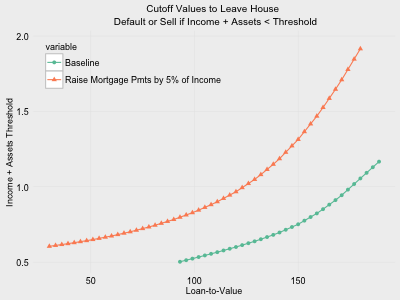 Cutoff Values to Leave House
Default or Sell if Income + Assets < Threshold
2.0
variable
Baseline
Raise Mortgage Pmts by 5% of Income
1.5
Income + Assets Threshold
1.0
0.5
50
100
150
Loan-to-Value